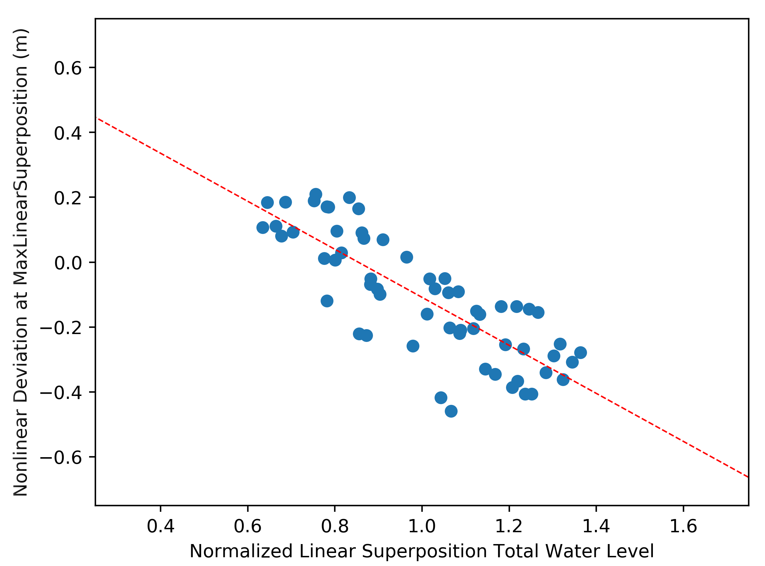 Nonlinear Deviation at MaxLinearSuperposition (m)
0.6
0.4
0.2
0.0
−0.2
−0.4
−0.6
0.4 0.6 0.8 1.0 1.2 1.4 1.6
Normalized Linear Superposition Total Water Level